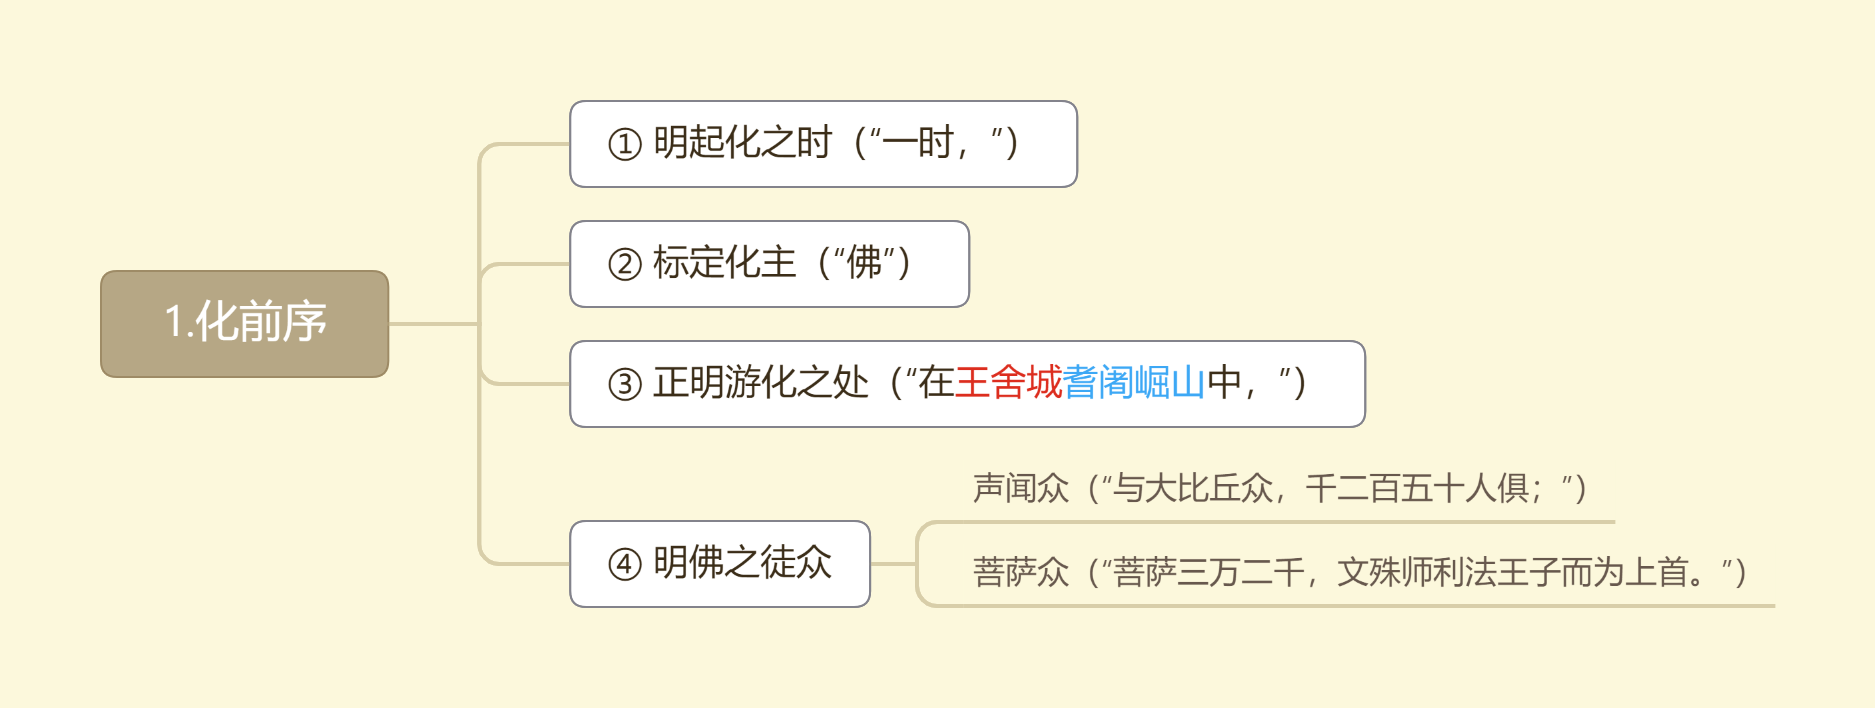 1.化前序
① 明起化之时（“一时，”）
② 标定化主（“佛”）
③ 正明游化之处（“在王舍城耆阇崛山中，”）
④ 明佛之徒众
声闻众（“与大比丘众，千二百五十人俱；”）
菩萨众（“菩萨三万二千，文殊师利法王子而为上首。”）